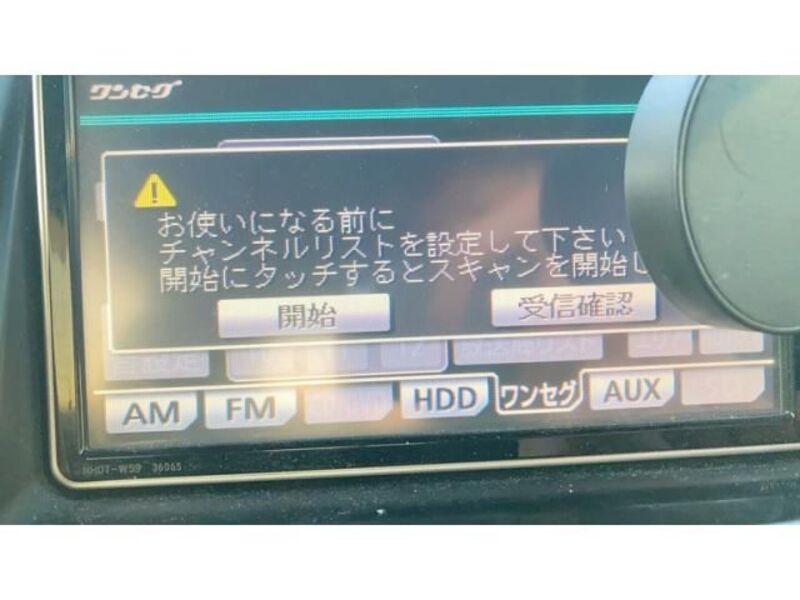 ワンセグ
お使いになる前に
チャンネルリストを設定して下さい
開始にタッチするとスキャンを開始し
開始 受信確認
AM FM HDD ワンセグ AUX
NHDT-W59 36065